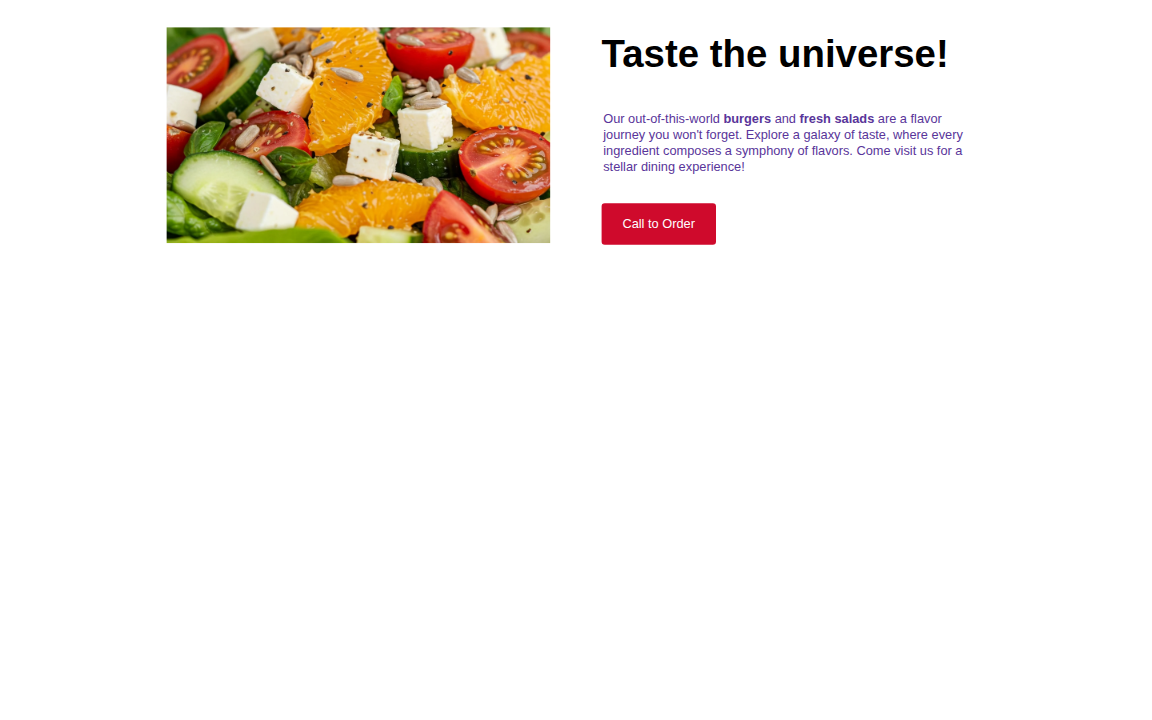 Taste the universe!
Our out-of-this-world burgers and fresh salads are a flavor
journey you won't forget. Explore a galaxy of taste, where every
ingredient composes a symphony of flavors. Come visit us for a
stellar dining experience!
Call to Order